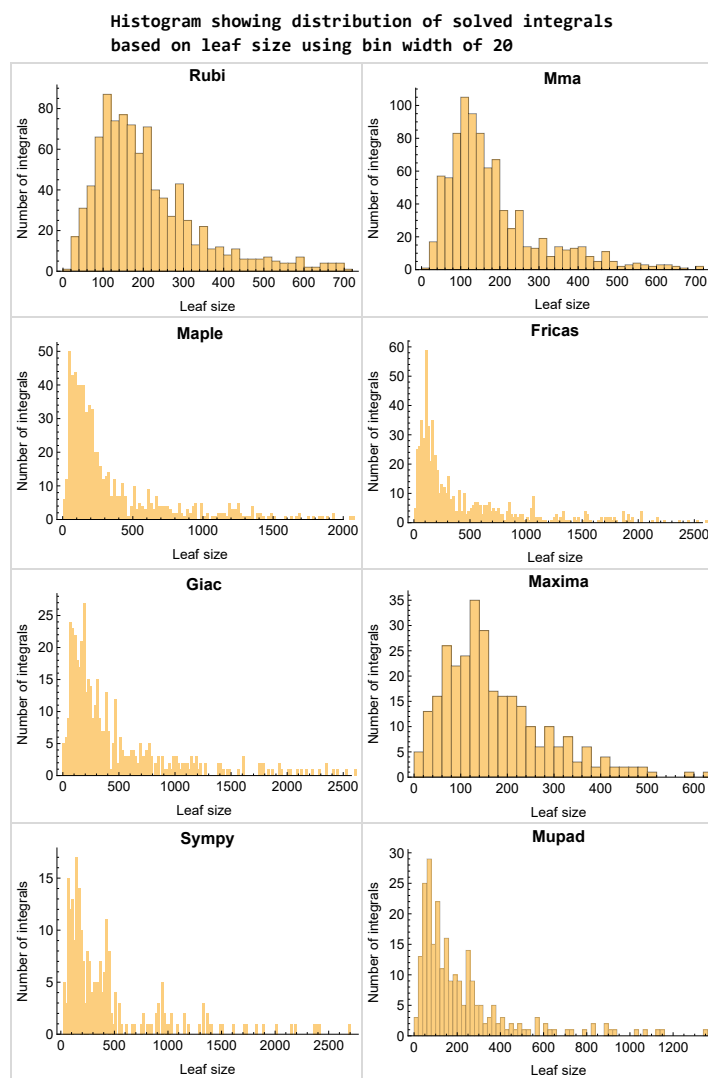 Histogram showing distribution of solved integrals
based on leaf size using bin width of 20
Rubi
Number of integrals
0
20
40
60
80
0 100 200 300 400 500 600 700
Leaf size
Mma
Number of integrals
0
20
40
60
80
100
0 100 200 300 400 500 600 700
Leaf size
Maple
Number of integrals
0
10
20
30
40
50
0 500 1000 1500 2000
Leaf size
Fricas
Number of integrals
0
10
20
30
40
50
60
0 500 1000 1500 2000 2500
Leaf size
Giac
Number of integrals
0
5
10
15
20
25
0 500 1000 1500 2000 2500
Leaf size
Maxima
Number of integrals
0
5
10
15
20
25
30
35
0 100 200 300 400 500 600
Leaf size
Sympy
Number of integrals
0
5
10
15
0 500 1000 1500 2000 2500
Leaf size
Mupad
Number of integrals
0
5
10
15
20
25
30
0 200 400 600 800 1000 1200
Leaf size